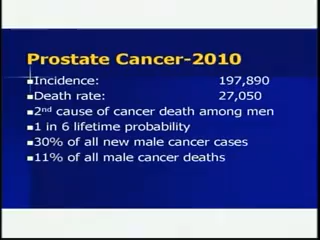 Prostate Cancer-2010
▪Incidence: 197,890
▪Death rate: 27,050
▪2nd cause of cancer death among men
▪1 in 6 lifetime probability
▪30% of all new male cancer cases
▪11% of all male cancer deaths